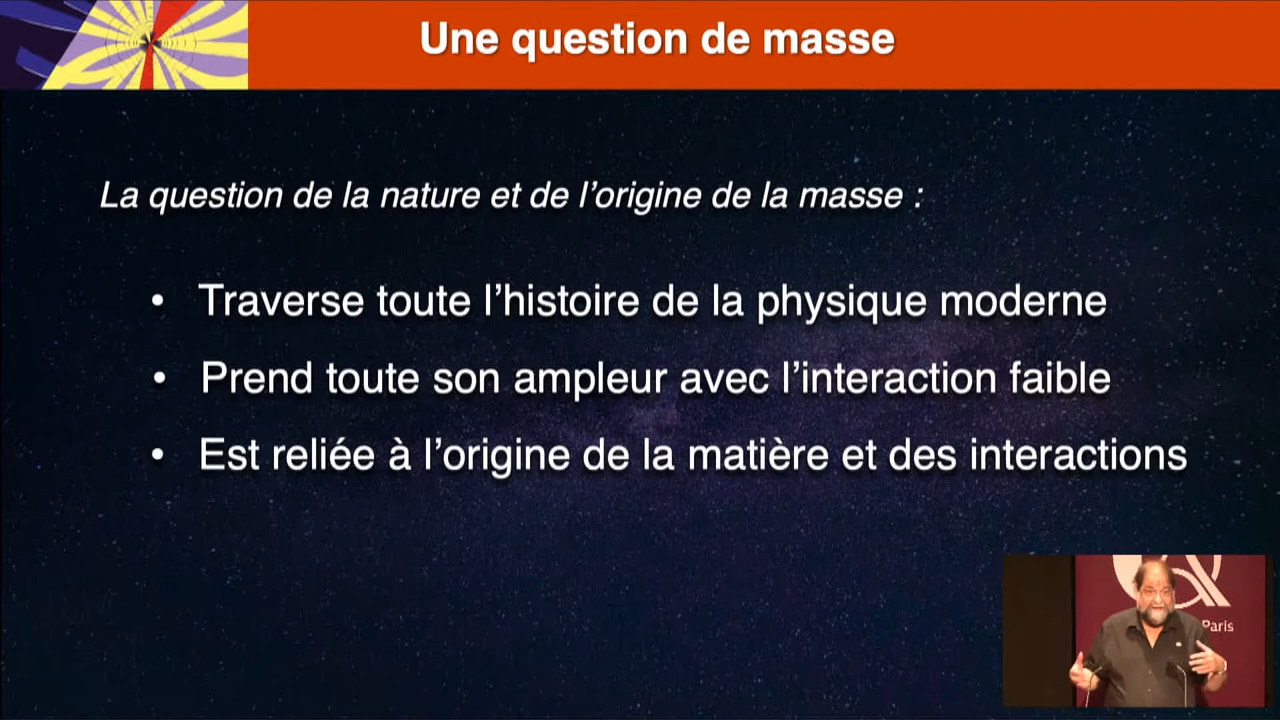 Une question de masse
La question de la nature et de l'origine de la masse :
• Traverse toute l'histoire de la physique moderne
• Prend toute son ampleur avec l'interaction faible
• Est reliée à l'origine de la matière et des interactions
Paris